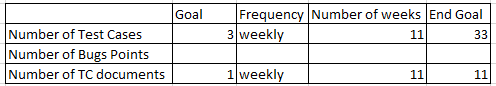 Goal Frequency Number of weeks End Goal
Number of Test Cases 3 weekly 11 33
Number of Bugs Points
Number of TC documents 1 weekly 11 11